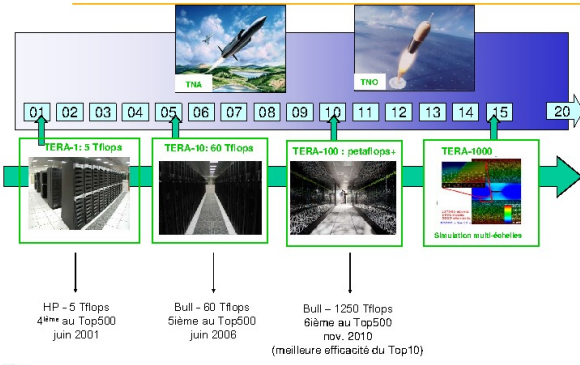 TNA
TNO
01 02 03 04 05 06 07 08 09 10 11 12 13 14 15 20
TERA-1: 5 Tflops
TERA-10: 60 Tflops
TERA-100 : petaflops+
TERA-1000
Simulation multi-échelles
HP - 5 Tflops
4ième au Top500
juin 2001
Bull - 60 Tflops
5ième au Top500
juin 2006
Bull – 1250 Tflops
6ième au Top500
nov. 2010
(meilleure efficacité du Top10)